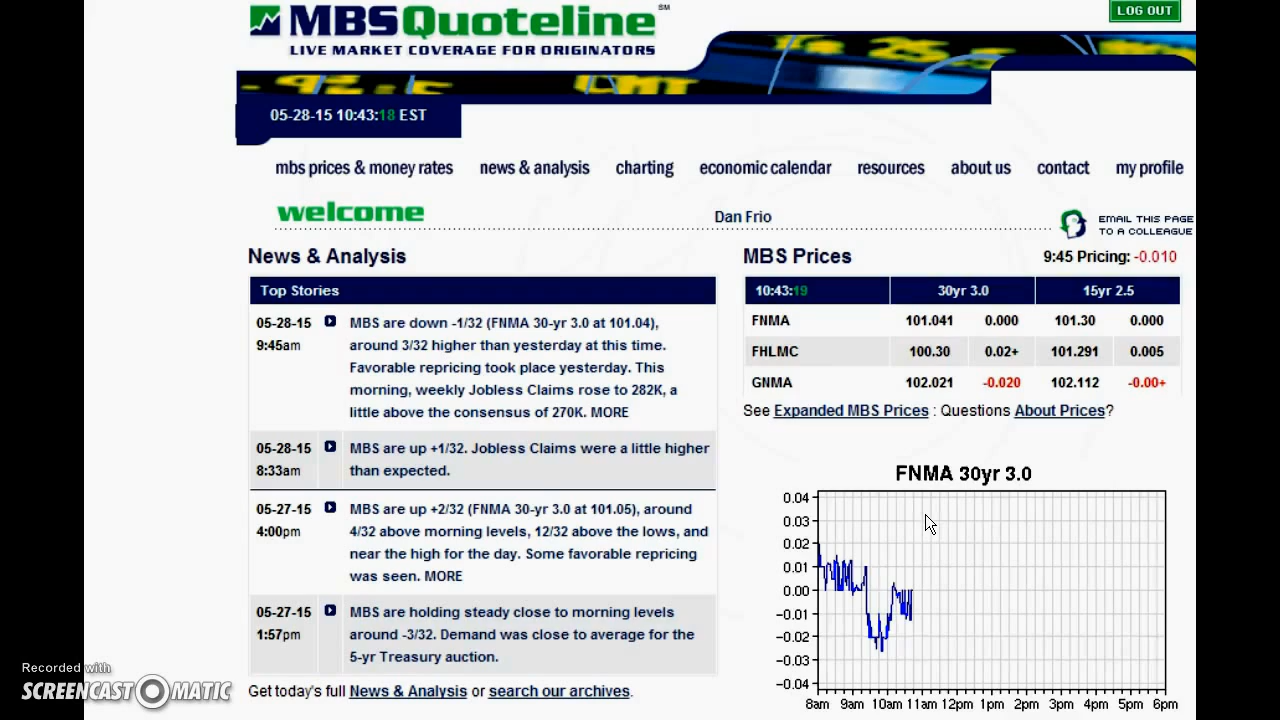 MBSQuoteline SM
LIVE MARKET COVERAGE FOR ORIGINATORS
LOG OUT
05-28-15 10:43:18 EST
mbs prices & money rates news & analysis charting economic calendar resources about us contact my profile
welcome
Dan Frio
EMAIL THIS PAGE
TO A COLLEAGUE
News & Analysis
Top Stories
05-28-15
9:45am
MBS are down -1/32 (FNMA 30-yr 3.0 at 101.04),
around 3/32 higher than yesterday at this time.
Favorable repricing took place yesterday. This
morning, weekly Jobless Claims rose to 282K, a
little above the consensus of 270K. MORE
05-28-15
8:33am
MBS are up +1/32. Jobless Claims were a little higher
than expected.
05-27-15
4:00pm
MBS are up +2/32 (FNMA 30-yr 3.0 at 101.05), around
4/32 above morning levels, 12/32 above the lows, and
near the high for the day. Some favorable repricing
was seen. MORE
05-27-15
1:57pm
MBS are holding steady close to morning levels
around -3/32. Demand was close to average for the
5-yr Treasury auction.
Get today's full News & Analysis or search our archives.
MBS Prices
9:45 Pricing: -0.010
10:43:19 30yr 3.0 15yr 2.5
FNMA 101.041 0.000 101.30 0.000
FHLMC 100.30 0.02+ 101.291 0.005
GNMA 102.021 -0.020 102.112 -0.00+
See Expanded MBS Prices : Questions About Prices?
FNMA 30yr 3.0
0.04
0.03
0.02
0.01
0.00
-0.01
-0.02
-0.03
-0.04
8am 9am 10am 11am 12pm 1pm 2pm 3pm 4pm 5pm 6pm
Recorded with
SCREENCAST-O-MATIC